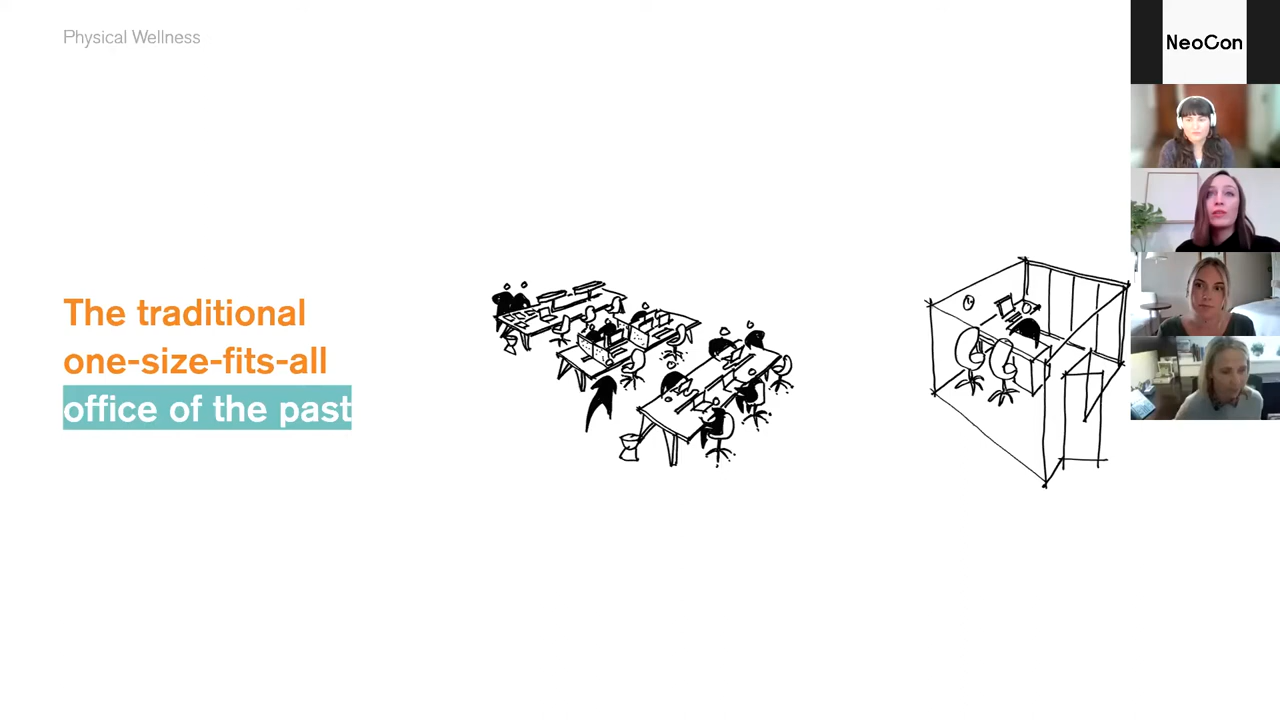 Physical Wellness
NeoCon
The traditional
one-size-fits-all
office of the past